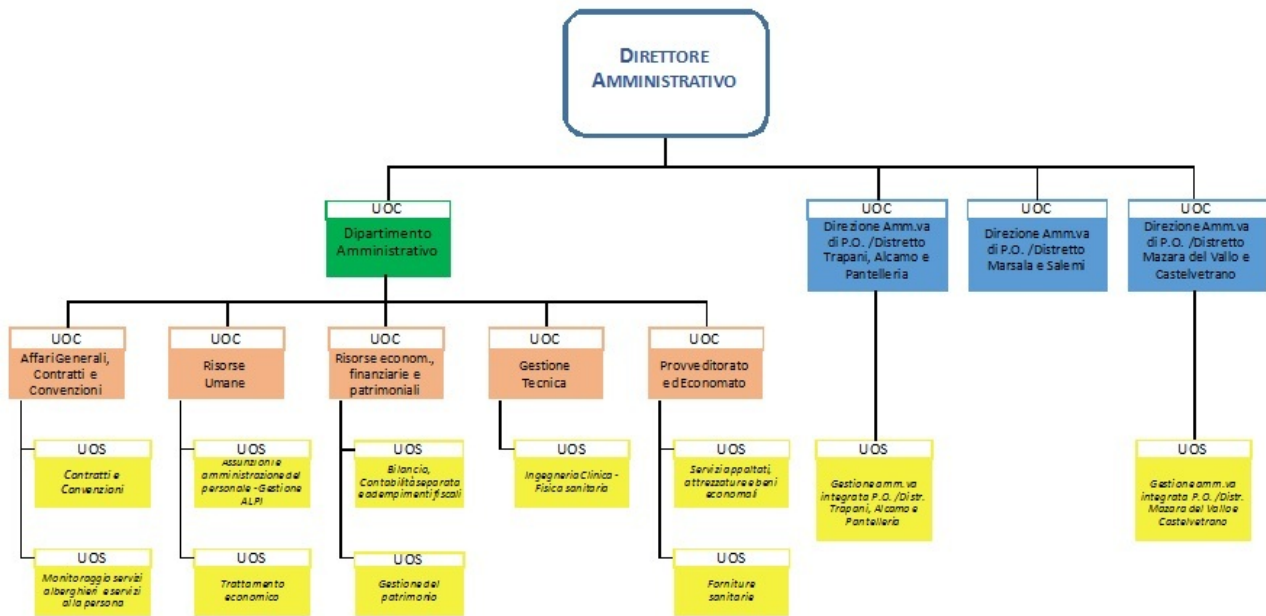 DIRETTORE
AMMINISTRATIVO
UOC
Dipartimento
Amministrativo
UOC
Direzione Amm.va
di P.O. /Distretto
Trapani, Alcamo e
Pantelleria
UOC
Direzione Amm.va
di P.O. /Distretto
Marsala e Salemi
UOC
Direzione Amm.va
di P.O. /Distretto
Mazara del Vallo e
Castelvetrano
UOC
Affari Generali,
Contratti e
Convenzioni
UOC
Risorse
Umane
UOC
Risorse econom.,
finanziarie e
patrimoniali
UOC
Gestione
Tecnica
UOC
Provveditorato
ed Economato
UOS
Contratti e
Convenzioni
UOS
Assunzioni e
amministrazione del
personale - Gestione
ALPI
UOS
Bilancio,
Contabilità separata
e adempimenti fiscali
UOS
Ingegneria Clinica -
Fisica sanitaria
UOS
Servizi appaltati,
attrezzature e beni
economali
UOS
Gestione amm.va
integrata P.O. /Distr.
Trapani, Alcamo e
Pantelleria
UOS
Gestione amm.va
integrata P.O. /Distr.
Mazara del Vallo e
Castelvetrano
UOS
Monitoraggio servizi
alberghieri e servizi
alla persona
UOS
Trattamento
economico
UOS
Gestione del
patrimonio
UOS
Forniture
sanitarie